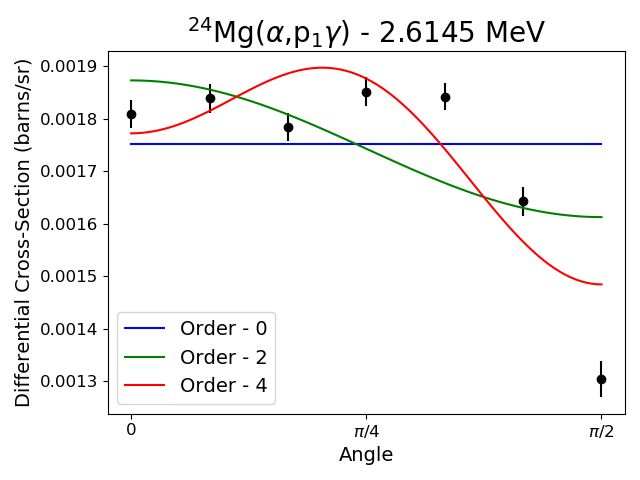 ²⁴Mg(α,p₁γ) - 2.6145 MeV
Differential Cross-Section (barns/sr)
0.0019
0.0018
0.0017
0.0016
0.0015
0.0014
0.0013
Order - 0
Order - 2
Order - 4
0 π/4 π/2
Angle